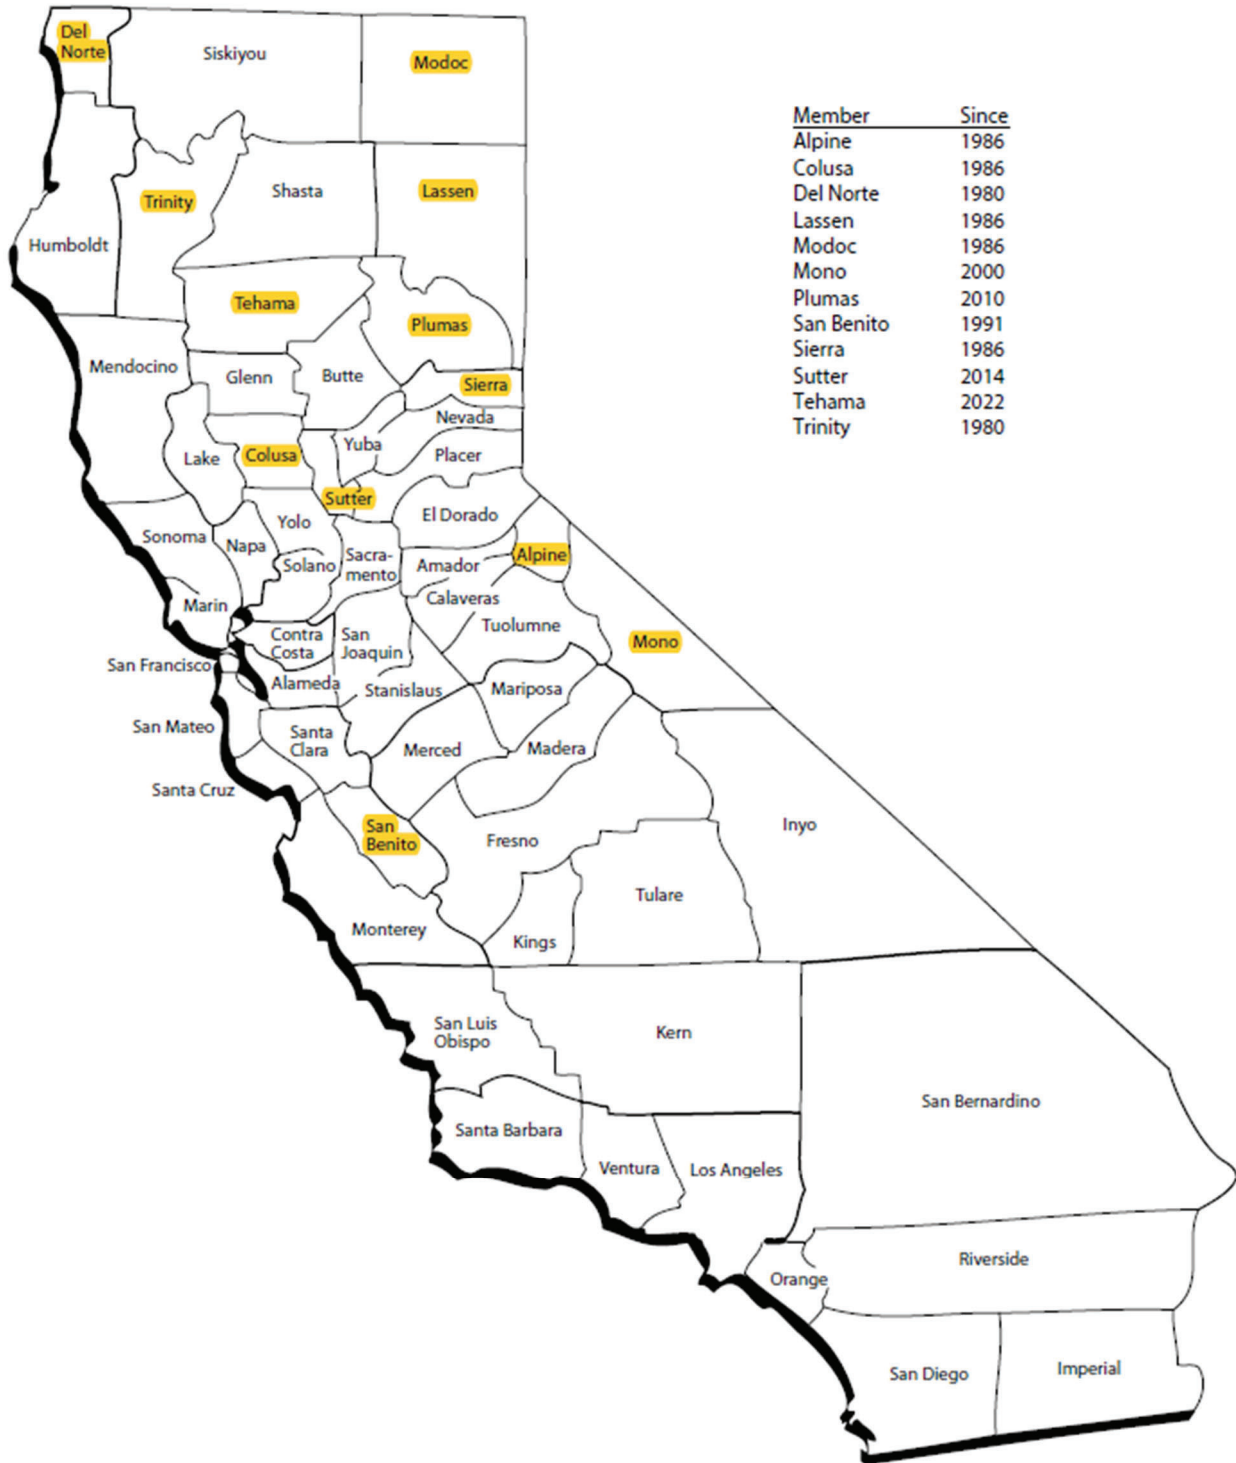 Del
Norte
Siskiyou
Modoc
Member Since
Alpine 1986
Colusa 1986
Del Norte 1980
Lassen 1986
Modoc 1986
Mono 2000
Plumas 2010
San Benito 1991
Sierra 1986
Sutter 2014
Tehama 2022
Trinity 1980
Trinity
Shasta
Lassen
Humboldt
Tehama
Plumas
Mendocino
Glenn
Butte
Sierra
Nevada
Lake
Colusa
Yuba
Placer
Sutter
El Dorado
Sonoma
Napa
Yolo
Solano
Sacra-
mento
Amador
Alpine
Calaveras
Marin
Contra
Costa
San
Joaquin
Tuolumne
Mono
San Francisco
Alameda
Stanislaus
Mariposa
San Mateo
Santa
Clara
Merced
Madera
Santa Cruz
San
Benito
Fresno
Inyo
Tulare
Monterey
Kings
San Luis
Obispo
Kern
San Bernardino
Santa Barbara
Ventura
Los Angeles
Orange
Riverside
San Diego
Imperial